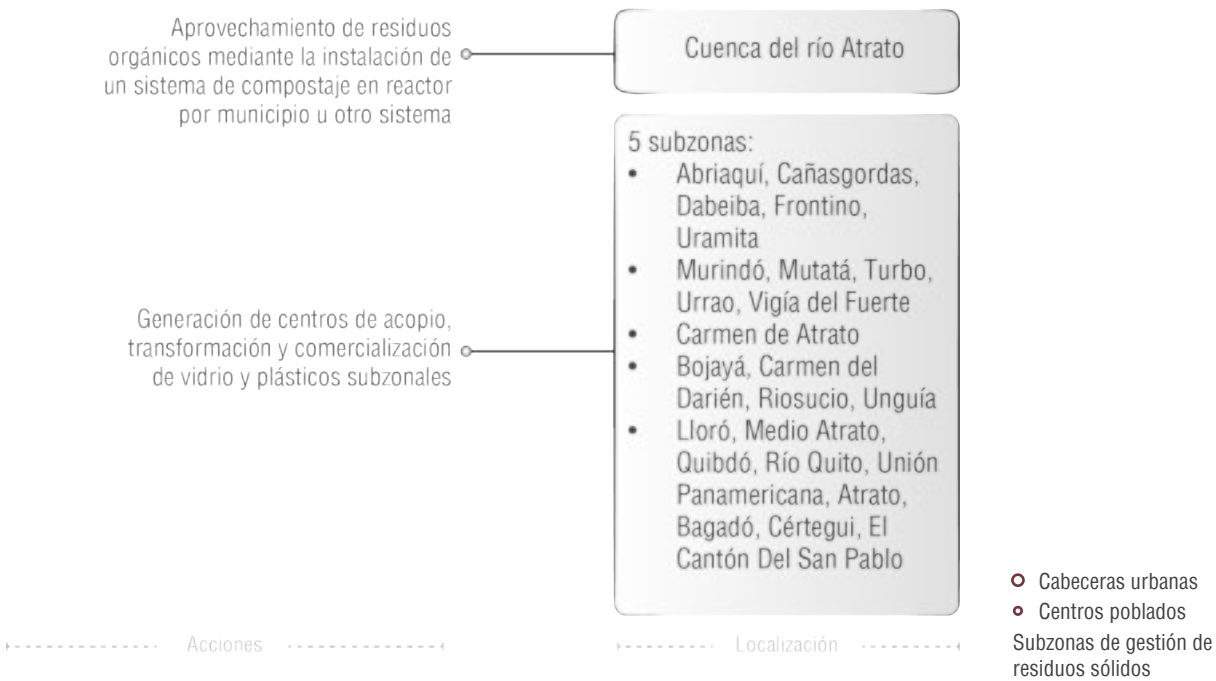 Aprovechamiento de residuos
orgánicos mediante la instalación de
un sistema de compostaje en reactor
por municipio u otro sistema
Cuenca del río Atrato
Generación de centros de acopio,
transformación y comercialización
de vidrio y plásticos subzonales
5 subzonas:
• Abriaquí, Cañasgordas,
Dabeiba, Frontino,
Uramita
• Murindó, Mutatá, Turbo,
Urrao, Vigía del Fuerte
• Carmen de Atrato
• Bojayá, Carmen del
Darién, Riosucio, Unguía
• Lloró, Medio Atrato,
Quibdó, Río Quito, Unión
Panamericana, Atrato,
Bagadó, Cértegui, El
Cantón Del San Pablo
Acciones
Localización
Cabeceras urbanas
Centros poblados
Subzonas de gestión de
residuos sólidos